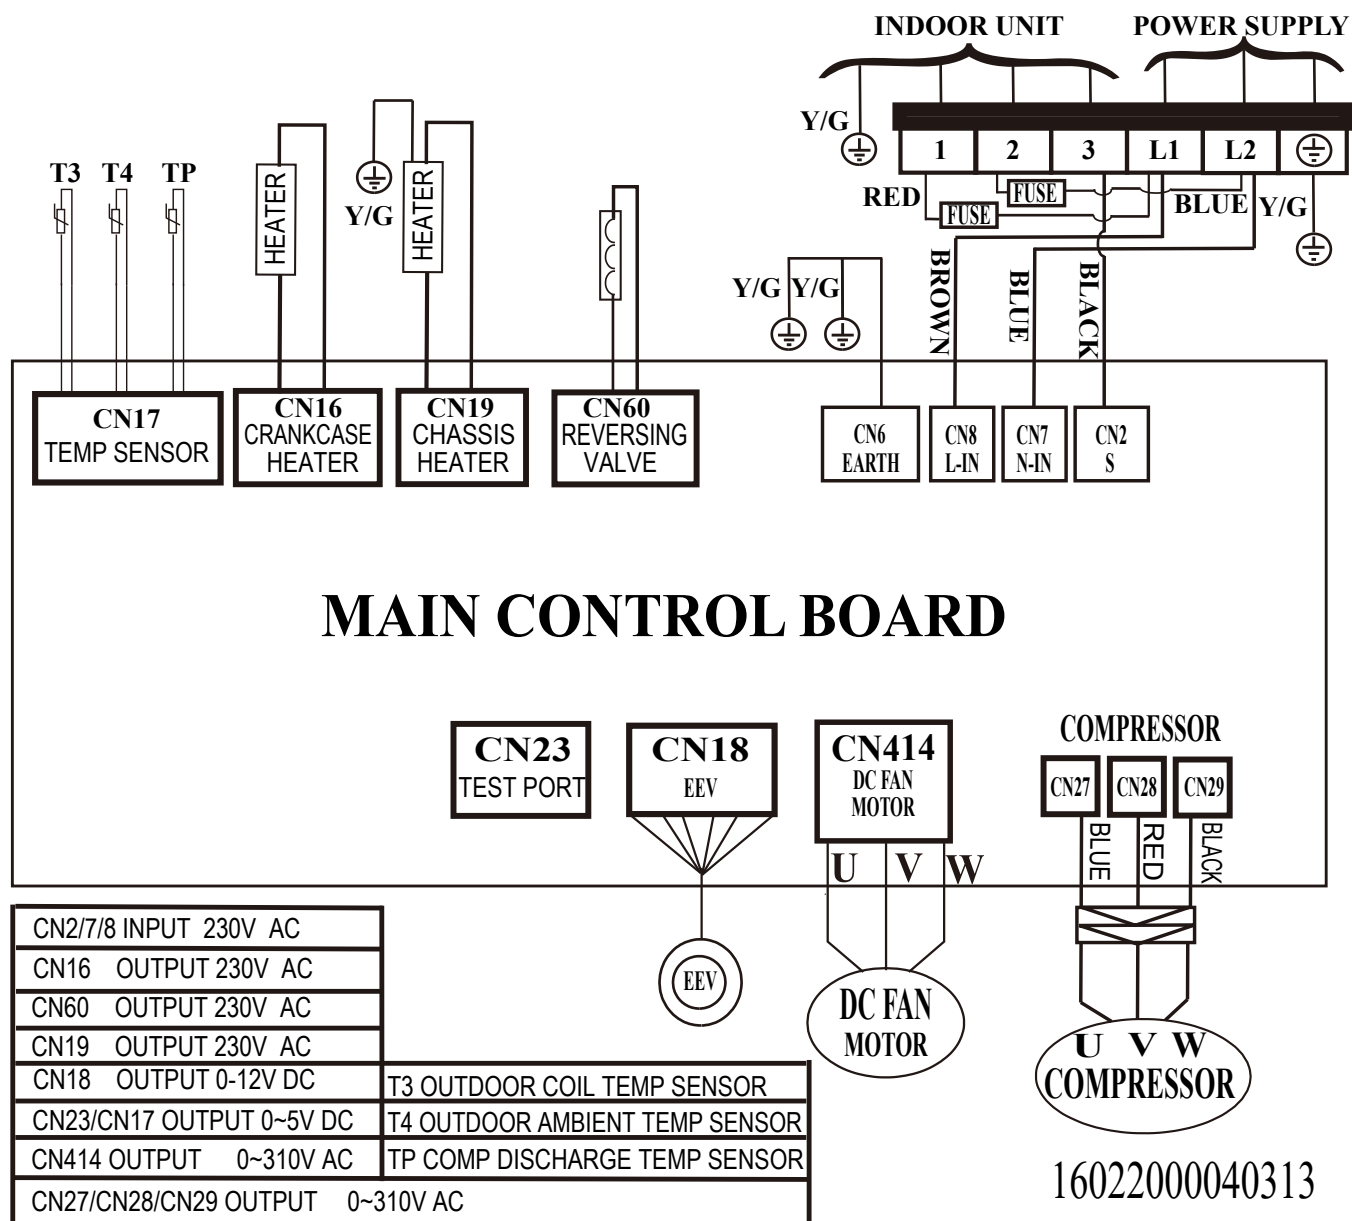 INDOOR UNIT POWER SUPPLY
Y/G
1 2 3 L1 L2
RED FUSE BLUE Y/G
FUSE
T3 T4 TP
HEATER
Y/G
HEATER
Y/G Y/G
BROWN
BLUE
BLACK
CN17
TEMP SENSOR
CN16
CRANKCASE
HEATER
CN19
CHASSIS
HEATER
CN60
REVERSING
VALVE
CN6
EARTH
CN8
L-IN
CN7
N-IN
CN2
S
MAIN CONTROL BOARD
CN23
TEST PORT
CN18
EEV
CN414
DC FAN
MOTOR
COMPRESSOR
CN27 CN28 CN29
BLUE
RED
BLACK
U V W
EEV
DC FAN
MOTOR
U V W
COMPRESSOR
CN2/7/8 INPUT 230V AC
CN16 OUTPUT 230V AC
CN60 OUTPUT 230V AC
CN19 OUTPUT 230V AC
CN18 OUTPUT 0-12V DC
T3 OUTDOOR COIL TEMP SENSOR
CN23/CN17 OUTPUT 0~5V DC
T4 OUTDOOR AMBIENT TEMP SENSOR
CN414 OUTPUT 0~310V AC
TP COMP DISCHARGE TEMP SENSOR
CN27/CN28/CN29 OUTPUT 0~310V AC
16022000040313